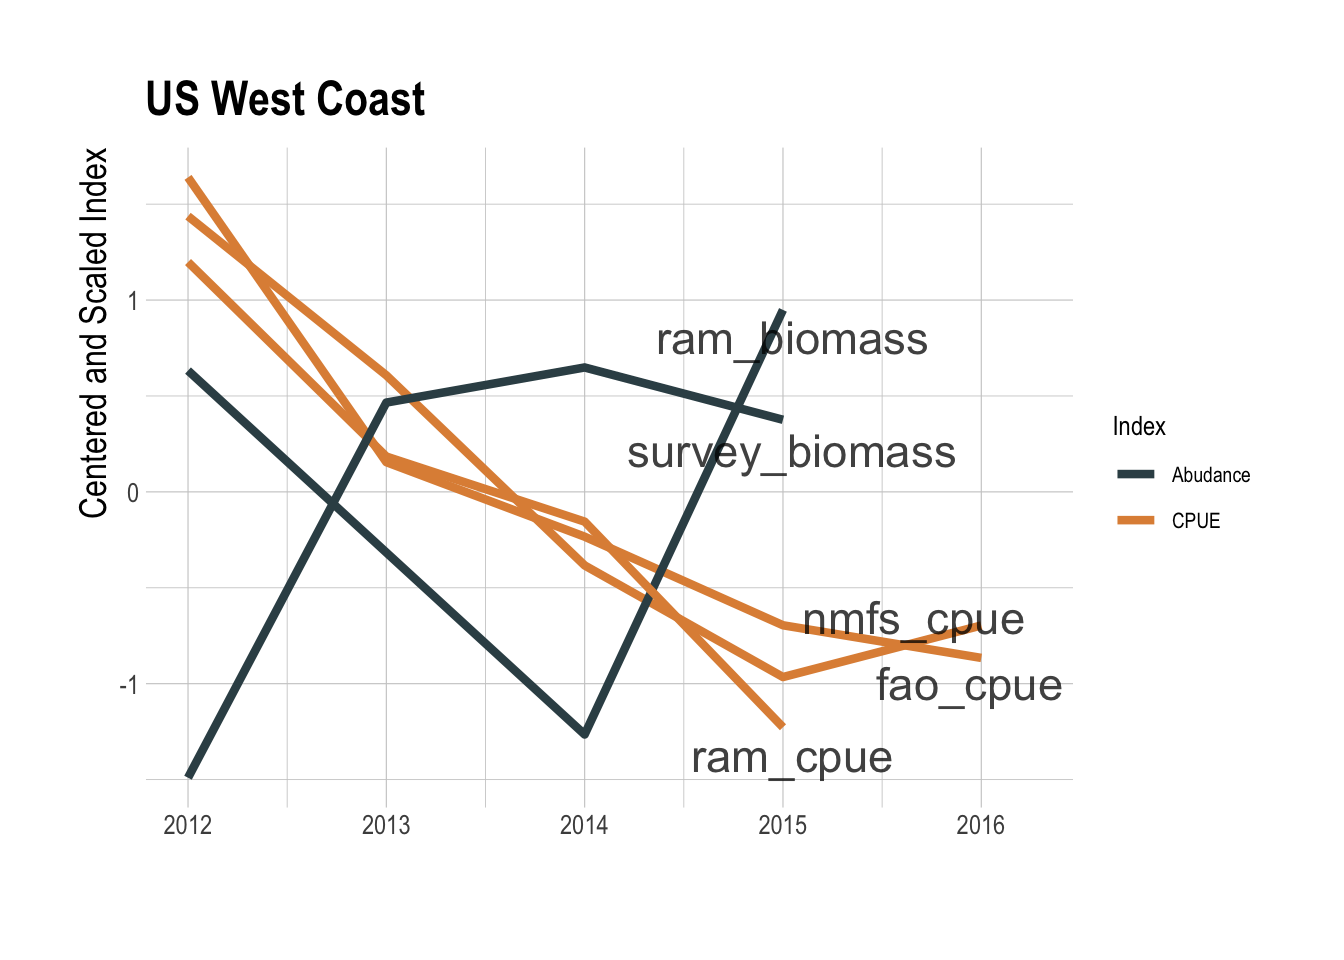 US West Coast
Centered and Scaled Index
1
0
-1
ram_biomass
survey_biomass
nmfs_cpue
fao_cpue
ram_cpue
2012
2013
2014
2015
2016
Index
Abudance
CPUE